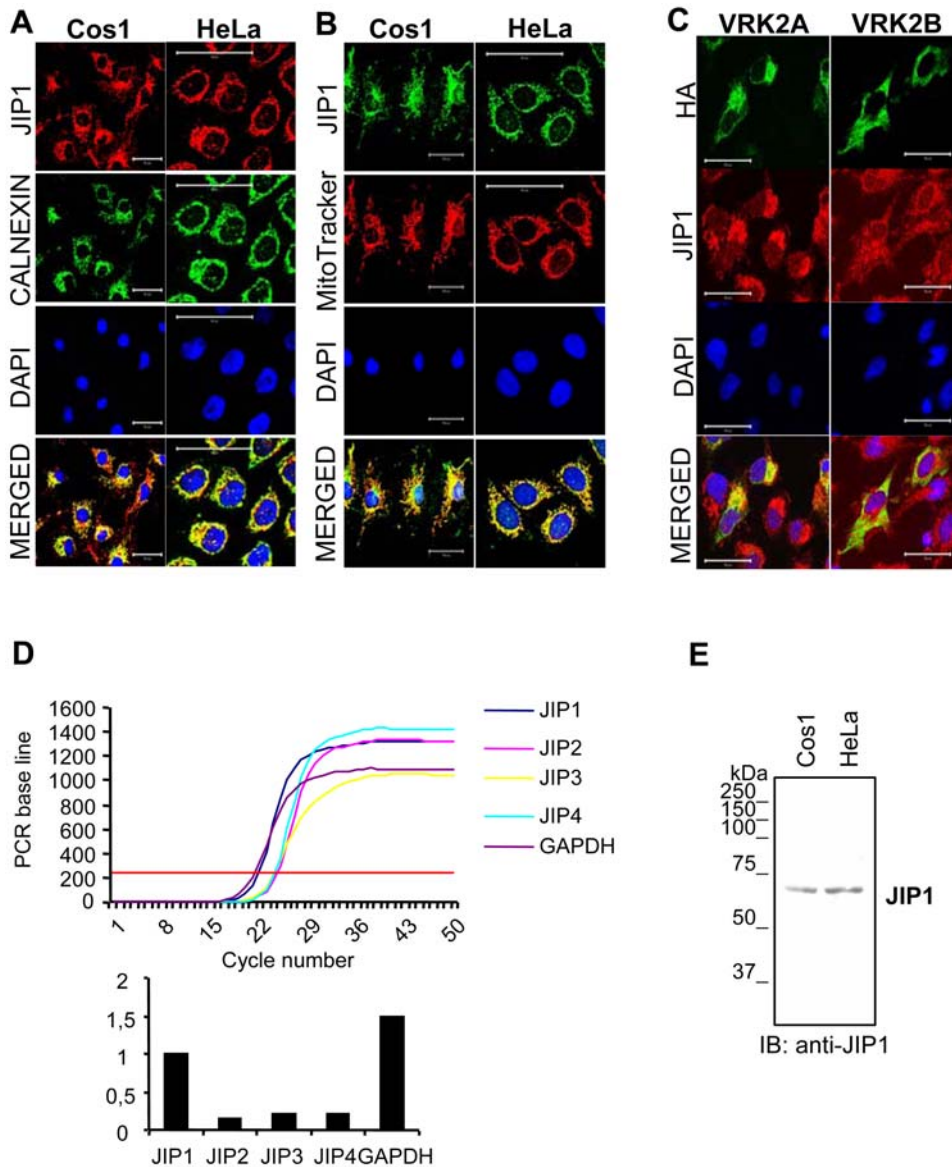 A
Cos1 HeLa
JIP1
CALNEXIN
DAPI
MERGED
B
Cos1 HeLa
JIP1
MitoTracker
DAPI
MERGED
C
VRK2A VRK2B
HA
JIP1
DAPI
MERGED
D
PCR base line
1600
1400
1200
1000
800
600
400
200
0
1 8 15 22 29 36 43 50
Cycle number
JIP1
JIP2
JIP3
JIP4
GAPDH
2
1,5
1
0,5
0
JIP1 JIP2 JIP3 JIP4 GAPDH
E
Cos1 HeLa
kDa
250
150
100
75
50
37
JIP1
IB: anti-JIP1